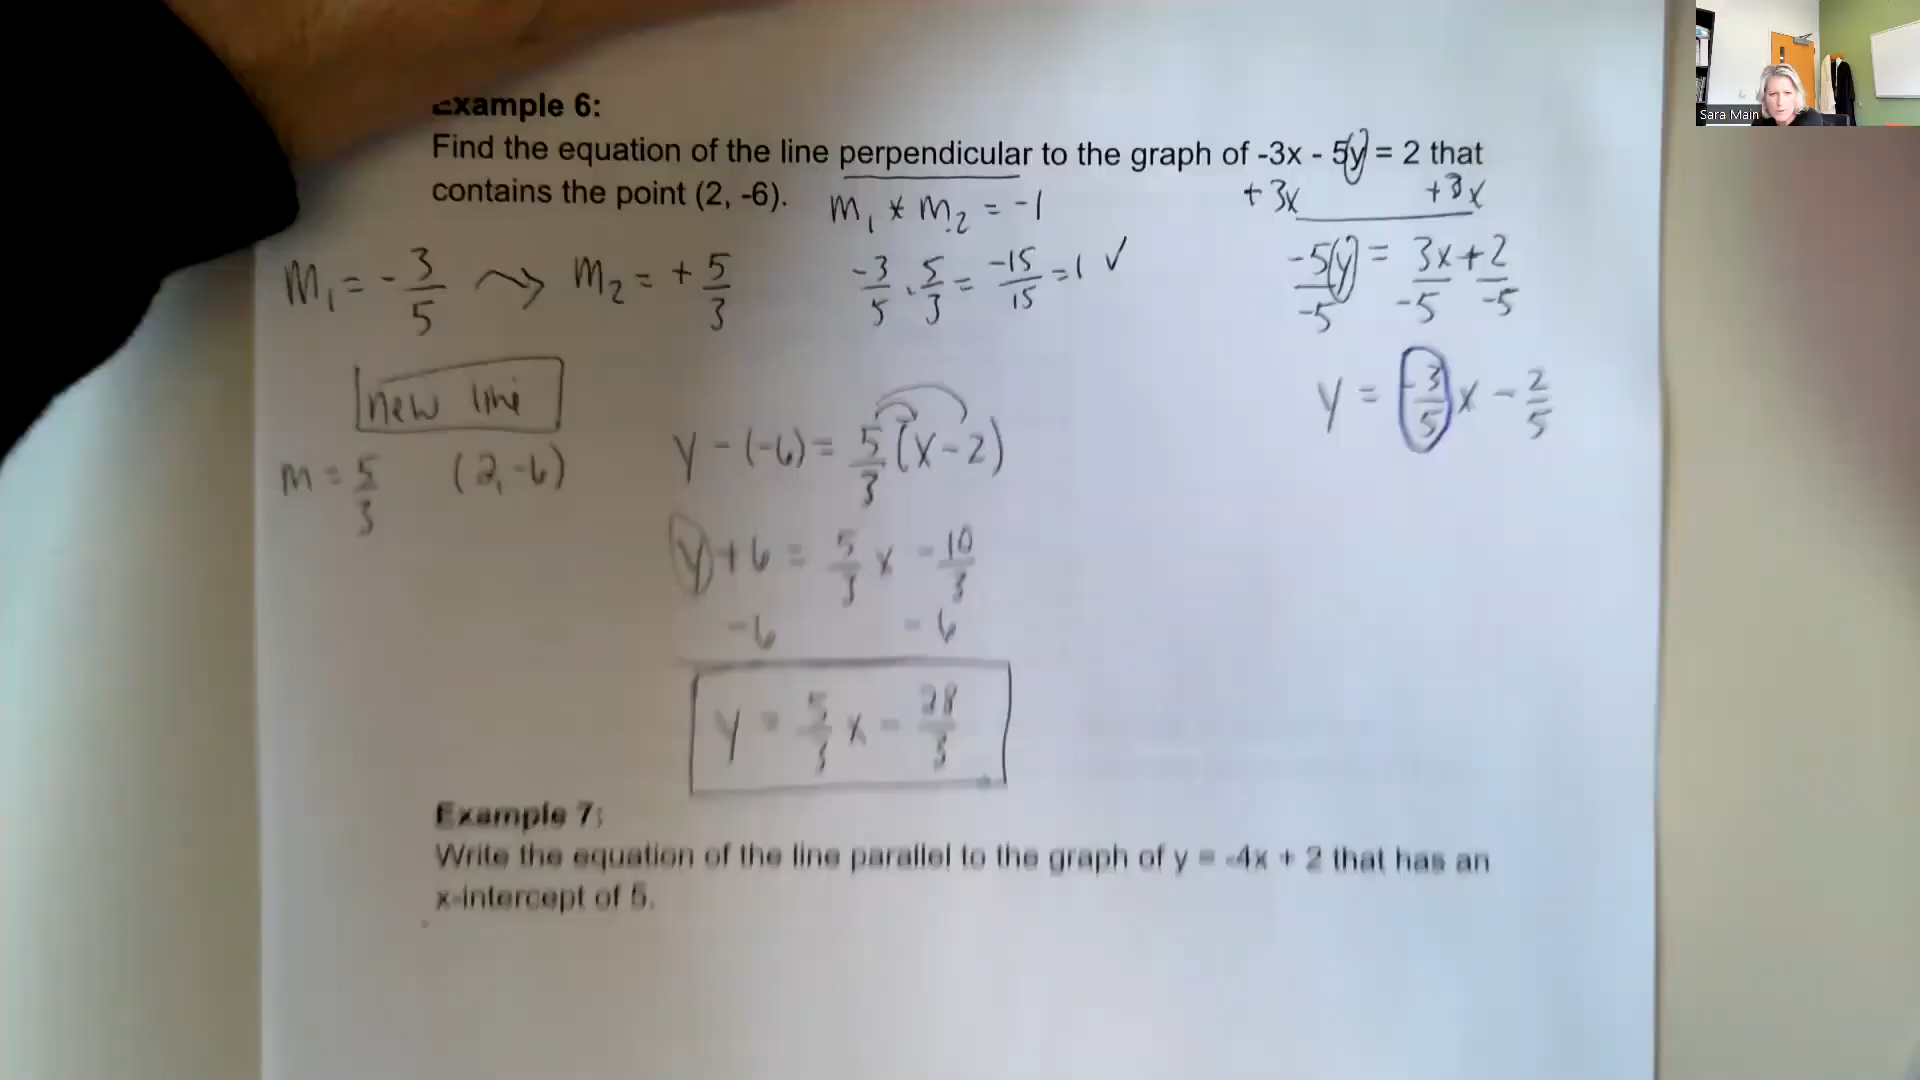 Example 6:
Find the equation of the line perpendicular to the graph of -3x - 5y = 2 that
contains the point (2, -6).
m₁ * m₂ = -1
+ 3x +3x
m₁ = - 3/5 → m₂ = + 5/3
-3/5 · 5/3 = -15/15 = 1 ✓
-5y/-5 = 3x/-5 + 2/-5
y = -3/5 x - 2/5
new line
m = 5/3 (2, -6)
y - (-6) = 5/3 (x - 2)
y + 6 = 5/3 x - 10/3
-6 - 6
y = 5/3 x - 28/3
Example 7:
Write the equation of the line parallel to the graph of y = -4x + 2 that has an
x-intercept of 5.
Sara Main